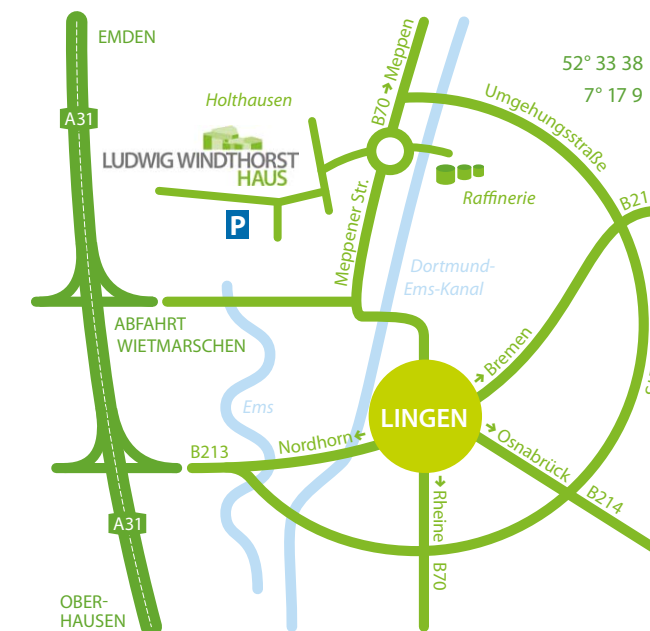 EMDEN
A31
Holthausen
LUDWIG WINDTHORST
HAUS
P
B70 → Meppen
52° 33 38
7° 17 9
Umgehungsstraße
B21
Raffinerie
Meppener Str.
Dortmund-
Ems-Kanal
ABFAHRT
WIETMARSCHEN
→ Bremen
Ems
LINGEN
B213
Nordhorn ←
→ Osnabrück
B214
→ Rheine
B70
A31
OBER-
HAUSEN